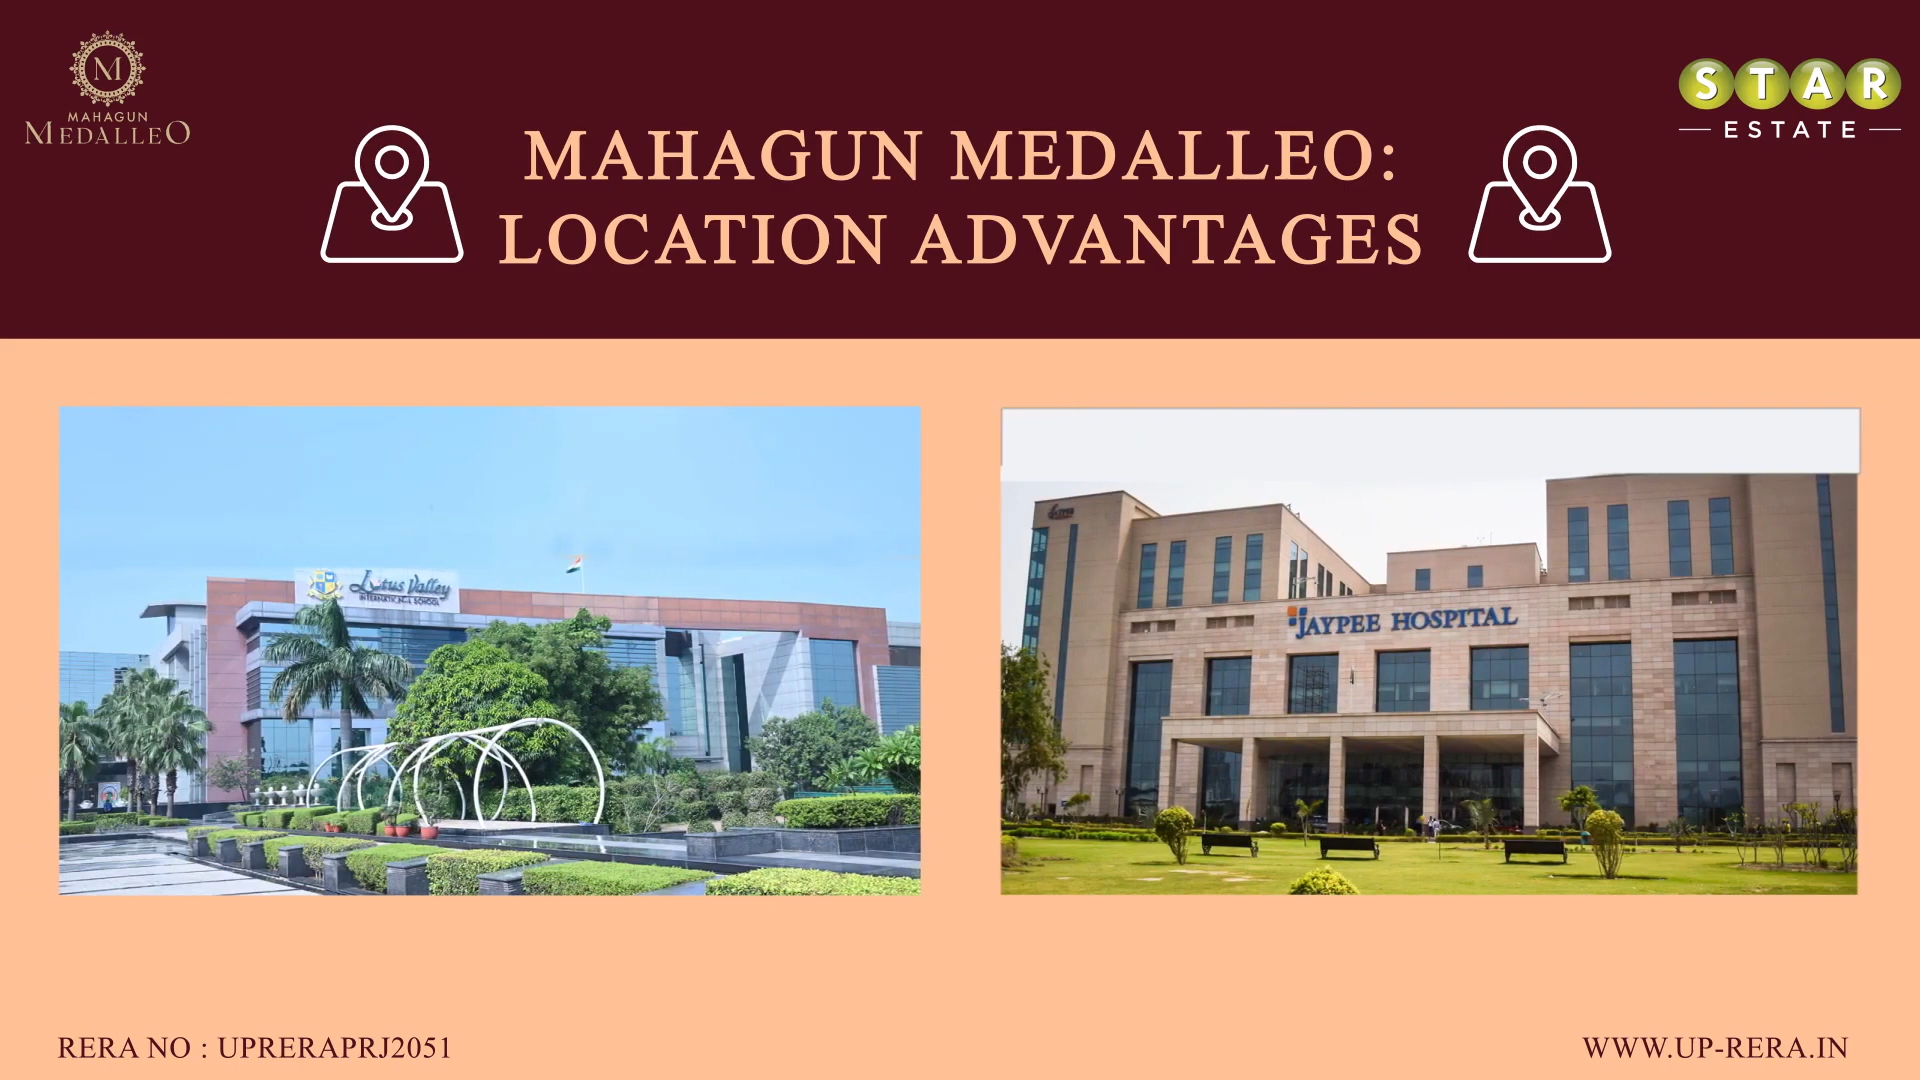 M
MAHAGUN
MEDALLEO
STAR
ESTATE
MAHAGUN MEDALLEO:
LOCATION ADVANTAGES
Lotus Valley
INTERNATIONAL SCHOOL
JAYPEE
JAYPEE HOSPITAL
RERA NO : UPRERAPRJ2051
WWW.UP-RERA.IN